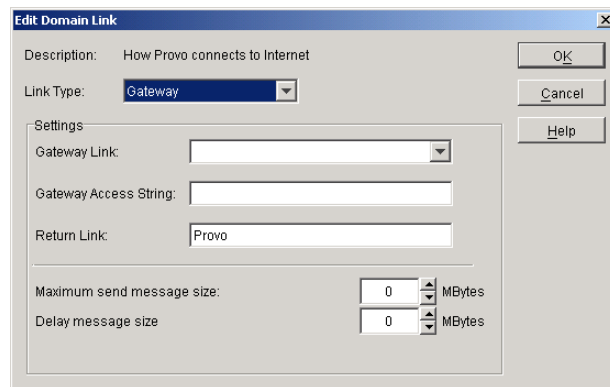 Edit Domain Link
Description: How Provo connects to Internet
OK
Link Type: Gateway
Cancel
Help
Settings
Gateway Link:
Gateway Access String:
Return Link: Provo
Maximum send message size: 0 MBytes
Delay message size 0 MBytes